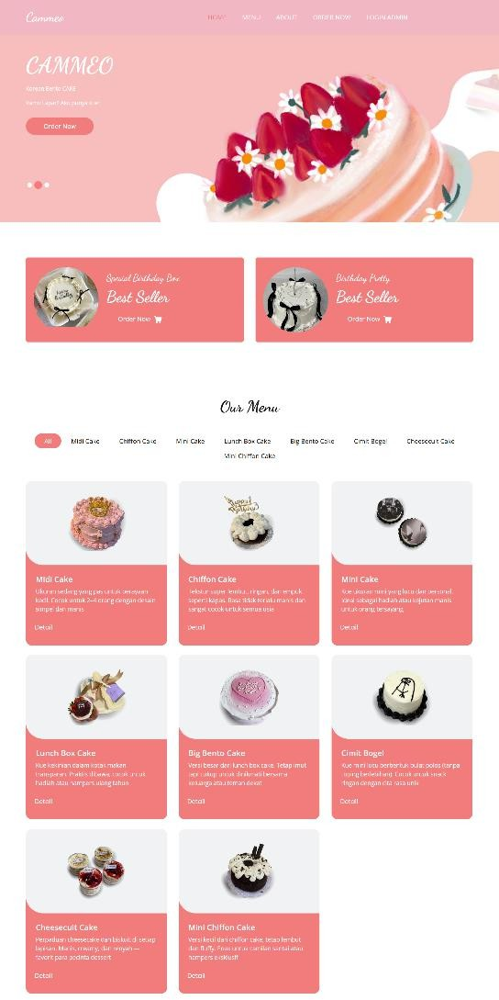 Cammeo
HOME MENU ABOUT ORDER NOW LOGIN ADMIN
CAMMEO
Korean Bento CAKE
Kamu Lapar? Aku punya
Order Now
Special Birthday Box
Best Seller
Order Now
Birthday Pretty
Best Seller
Order Now
Our Menu
All Midi Cake Chiffon Cake Mini Cake Lunch Box Cake Big Bento Cake Cimit Bogel Cheesecuit Cake
Mini Chiffon Cake
Midi Cake
Ukuran sedang yang pas untuk perayaan
kecil. Cocok untuk 2–4 orang dengan desain
simpel dan manis
Detail
Chiffon Cake
Tekstur super lembut, ringan, dan empuk
seperti kapas. Rasa tidak terlalu manis dan
sangat cocok untuk semua usia
Detail
Mini Cake
Kue ukuran mini yang lucu dan personal.
Ideal sebagai hadiah atau kejutan manis
untuk orang tersayang
Detail
Lunch Box Cake
Kue kekinian dalam kotak makan
transparan. Praktis dibawa, cocok untuk
hadiah atau hampers ulang tahun
Detail
Big Bento Cake
Versi besar dari lunch box cake. Tetap imut
tapi cukup untuk dinikmati bersama
keluarga atau teman dekat
Detail
Cimit Bogel
Kue mini lucu berbentuk bulat polos (tanpa
topping berlebihan). Cocok untuk snack
ringan dengan cita rasa unik
Detail
Cheesecuit Cake
Perpaduan cheesecake dan biskuit di setiap
lapisan. Manis, creamy, dan renyah —
favorit para pecinta dessert
Detail
Mini Chiffon Cake
Versi kecil dari chiffon cake, tetap lembut
dan fluffy. Enak untuk camilan santai atau
hampers eksklusif
Detail